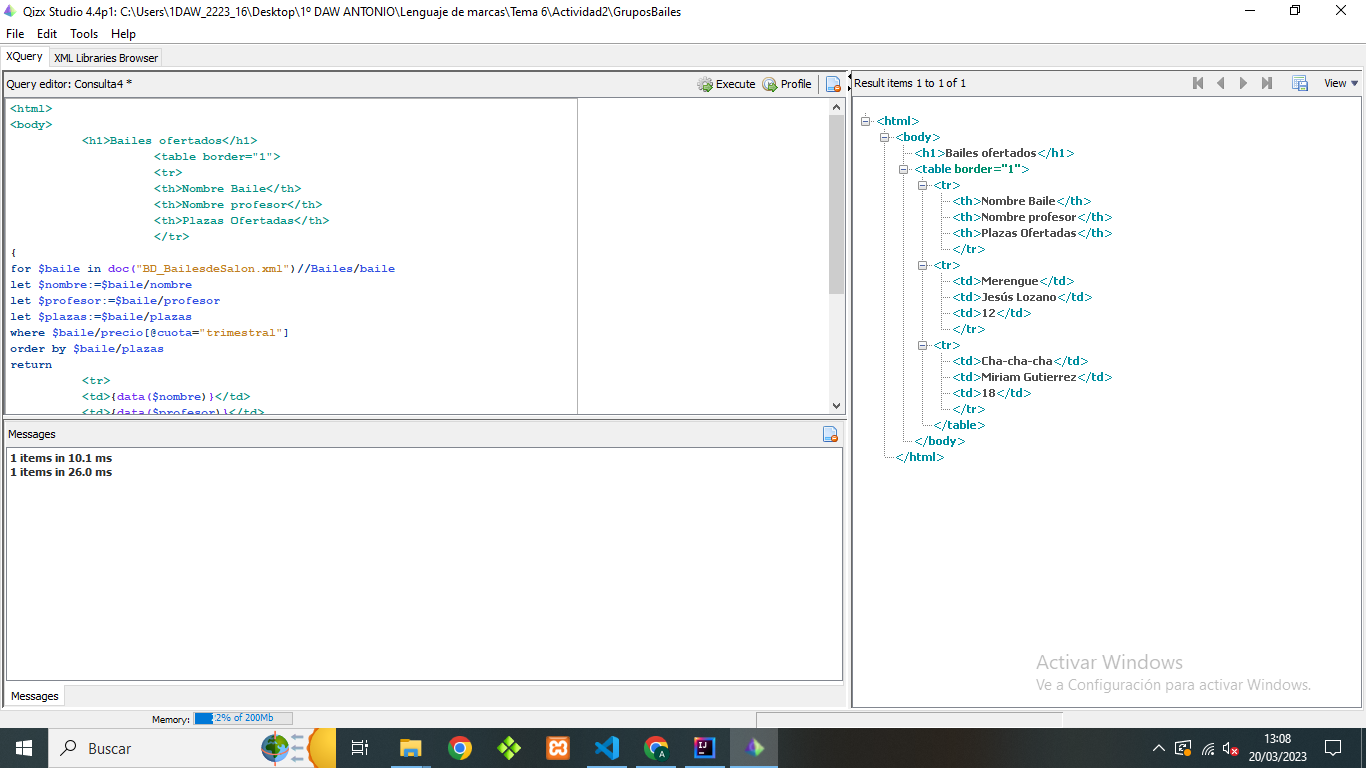 Qizx Studio 4.4p1: C:\Users\1DAW_2223_16\Desktop\1º DAW ANTONIO\Lenguaje de marcas\Tema 6\Actividad2\GruposBailes
File Edit Tools Help
XQuery XML Libraries Browser
Query editor: Consulta4 *
Execute Profile
<html>
<body>
<h1>Bailes ofertados</h1>
<table border="1">
<tr>
<th>Nombre Baile</th>
<th>Nombre profesor</th>
<th>Plazas Ofertadas</th>
</tr>
{
for $baile in doc("BD_BailesdeSalon.xml")//Bailes/baile
let $nombre:=$baile/nombre
let $profesor:=$baile/profesor
let $plazas:=$baile/plazas
where $baile/precio[@cuota="trimestral"]
order by $baile/plazas
return
<tr>
<td>{data($nombre)}</td>
<td>{data($profesor)}</td>
Messages
1 items in 10.1 ms
1 items in 26.0 ms
Messages
Memory: 12% of 200Mb
Result items 1 to 1 of 1
View
<html>
<body>
<h1>Bailes ofertados</h1>
<table border="1">
<tr>
<th>Nombre Baile</th>
<th>Nombre profesor</th>
<th>Plazas Ofertadas</th>
</tr>
<tr>
<td>Merengue</td>
<td>Jesús Lozano</td>
<td>12</td>
</tr>
<tr>
<td>Cha-cha-cha</td>
<td>Miriam Gutierrez</td>
<td>18</td>
</tr>
</table>
</body>
</html>
Activar Windows
Ve a Configuración para activar Windows.
Buscar
A
IJ
13:08
20/03/2023